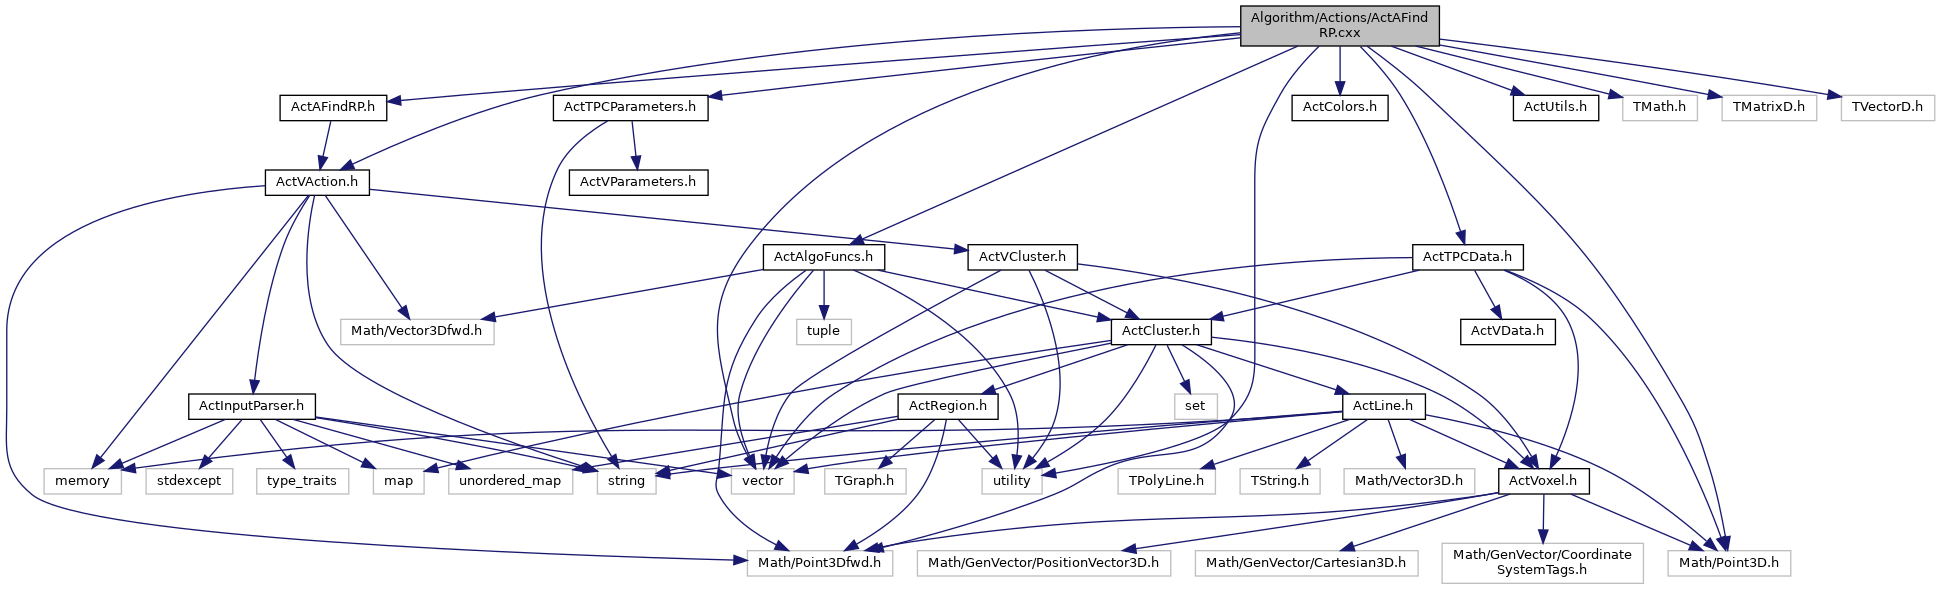 Algorithm/Actions/ActAFind
RP.cxx
ActAFindRP.h
ActTPCParameters.h
ActColors.h
ActUtils.h
TMath.h
TMatrixD.h
TVectorD.h
ActVAction.h
ActVParameters.h
ActAlgoFuncs.h
ActVCluster.h
ActTPCData.h
Math/Vector3Dfwd.h
tuple
ActCluster.h
ActVData.h
ActInputParser.h
ActRegion.h
set
ActLine.h
memory
stdexcept
type_traits
map
unordered_map
string
vector
TGraph.h
utility
TPolyLine.h
TString.h
Math/Vector3D.h
ActVoxel.h
Math/Point3Dfwd.h
Math/GenVector/PositionVector3D.h
Math/GenVector/Cartesian3D.h
Math/GenVector/Coordinate
SystemTags.h
Math/Point3D.h